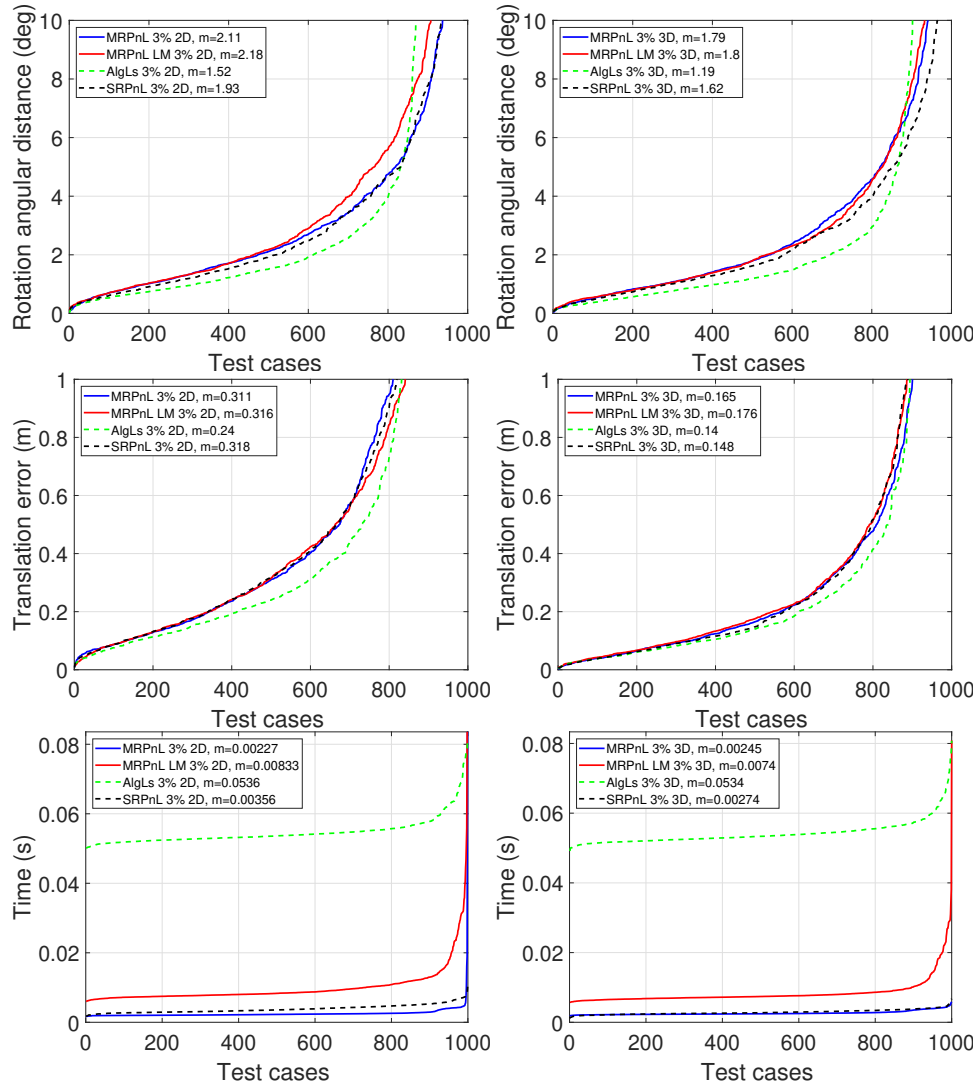 Rotation angular distance (deg)
10
8
6
4
2
0
MRPnL 3% 2D, m=2.11
MRPnL LM 3% 2D, m=2.18
AlgLs 3% 2D, m=1.52
SRPnL 3% 2D, m=1.93
0 200 400 600 800 1000
Test cases
Rotation angular distance (deg)
10
8
6
4
2
0
MRPnL 3% 3D, m=1.79
MRPnL LM 3% 3D, m=1.8
AlgLs 3% 3D, m=1.19
SRPnL 3% 3D, m=1.62
0 200 400 600 800 1000
Test cases
Translation error (m)
1
0.8
0.6
0.4
0.2
0
MRPnL 3% 2D, m=0.311
MRPnL LM 3% 2D, m=0.316
AlgLs 3% 2D, m=0.24
SRPnL 3% 2D, m=0.318
0 200 400 600 800 1000
Test cases
Translation error (m)
1
0.8
0.6
0.4
0.2
0
MRPnL 3% 3D, m=0.165
MRPnL LM 3% 3D, m=0.176
AlgLs 3% 3D, m=0.14
SRPnL 3% 3D, m=0.148
0 200 400 600 800 1000
Test cases
Time (s)
0.08
0.06
0.04
0.02
0
MRPnL 3% 2D, m=0.00227
MRPnL LM 3% 2D, m=0.00833
AlgLs 3% 2D, m=0.0536
SRPnL 3% 2D, m=0.00356
0 200 400 600 800 1000
Test cases
Time (s)
0.08
0.06
0.04
0.02
0
MRPnL 3% 3D, m=0.00245
MRPnL LM 3% 3D, m=0.0074
AlgLs 3% 3D, m=0.0534
SRPnL 3% 3D, m=0.00274
0 200 400 600 800 1000
Test cases